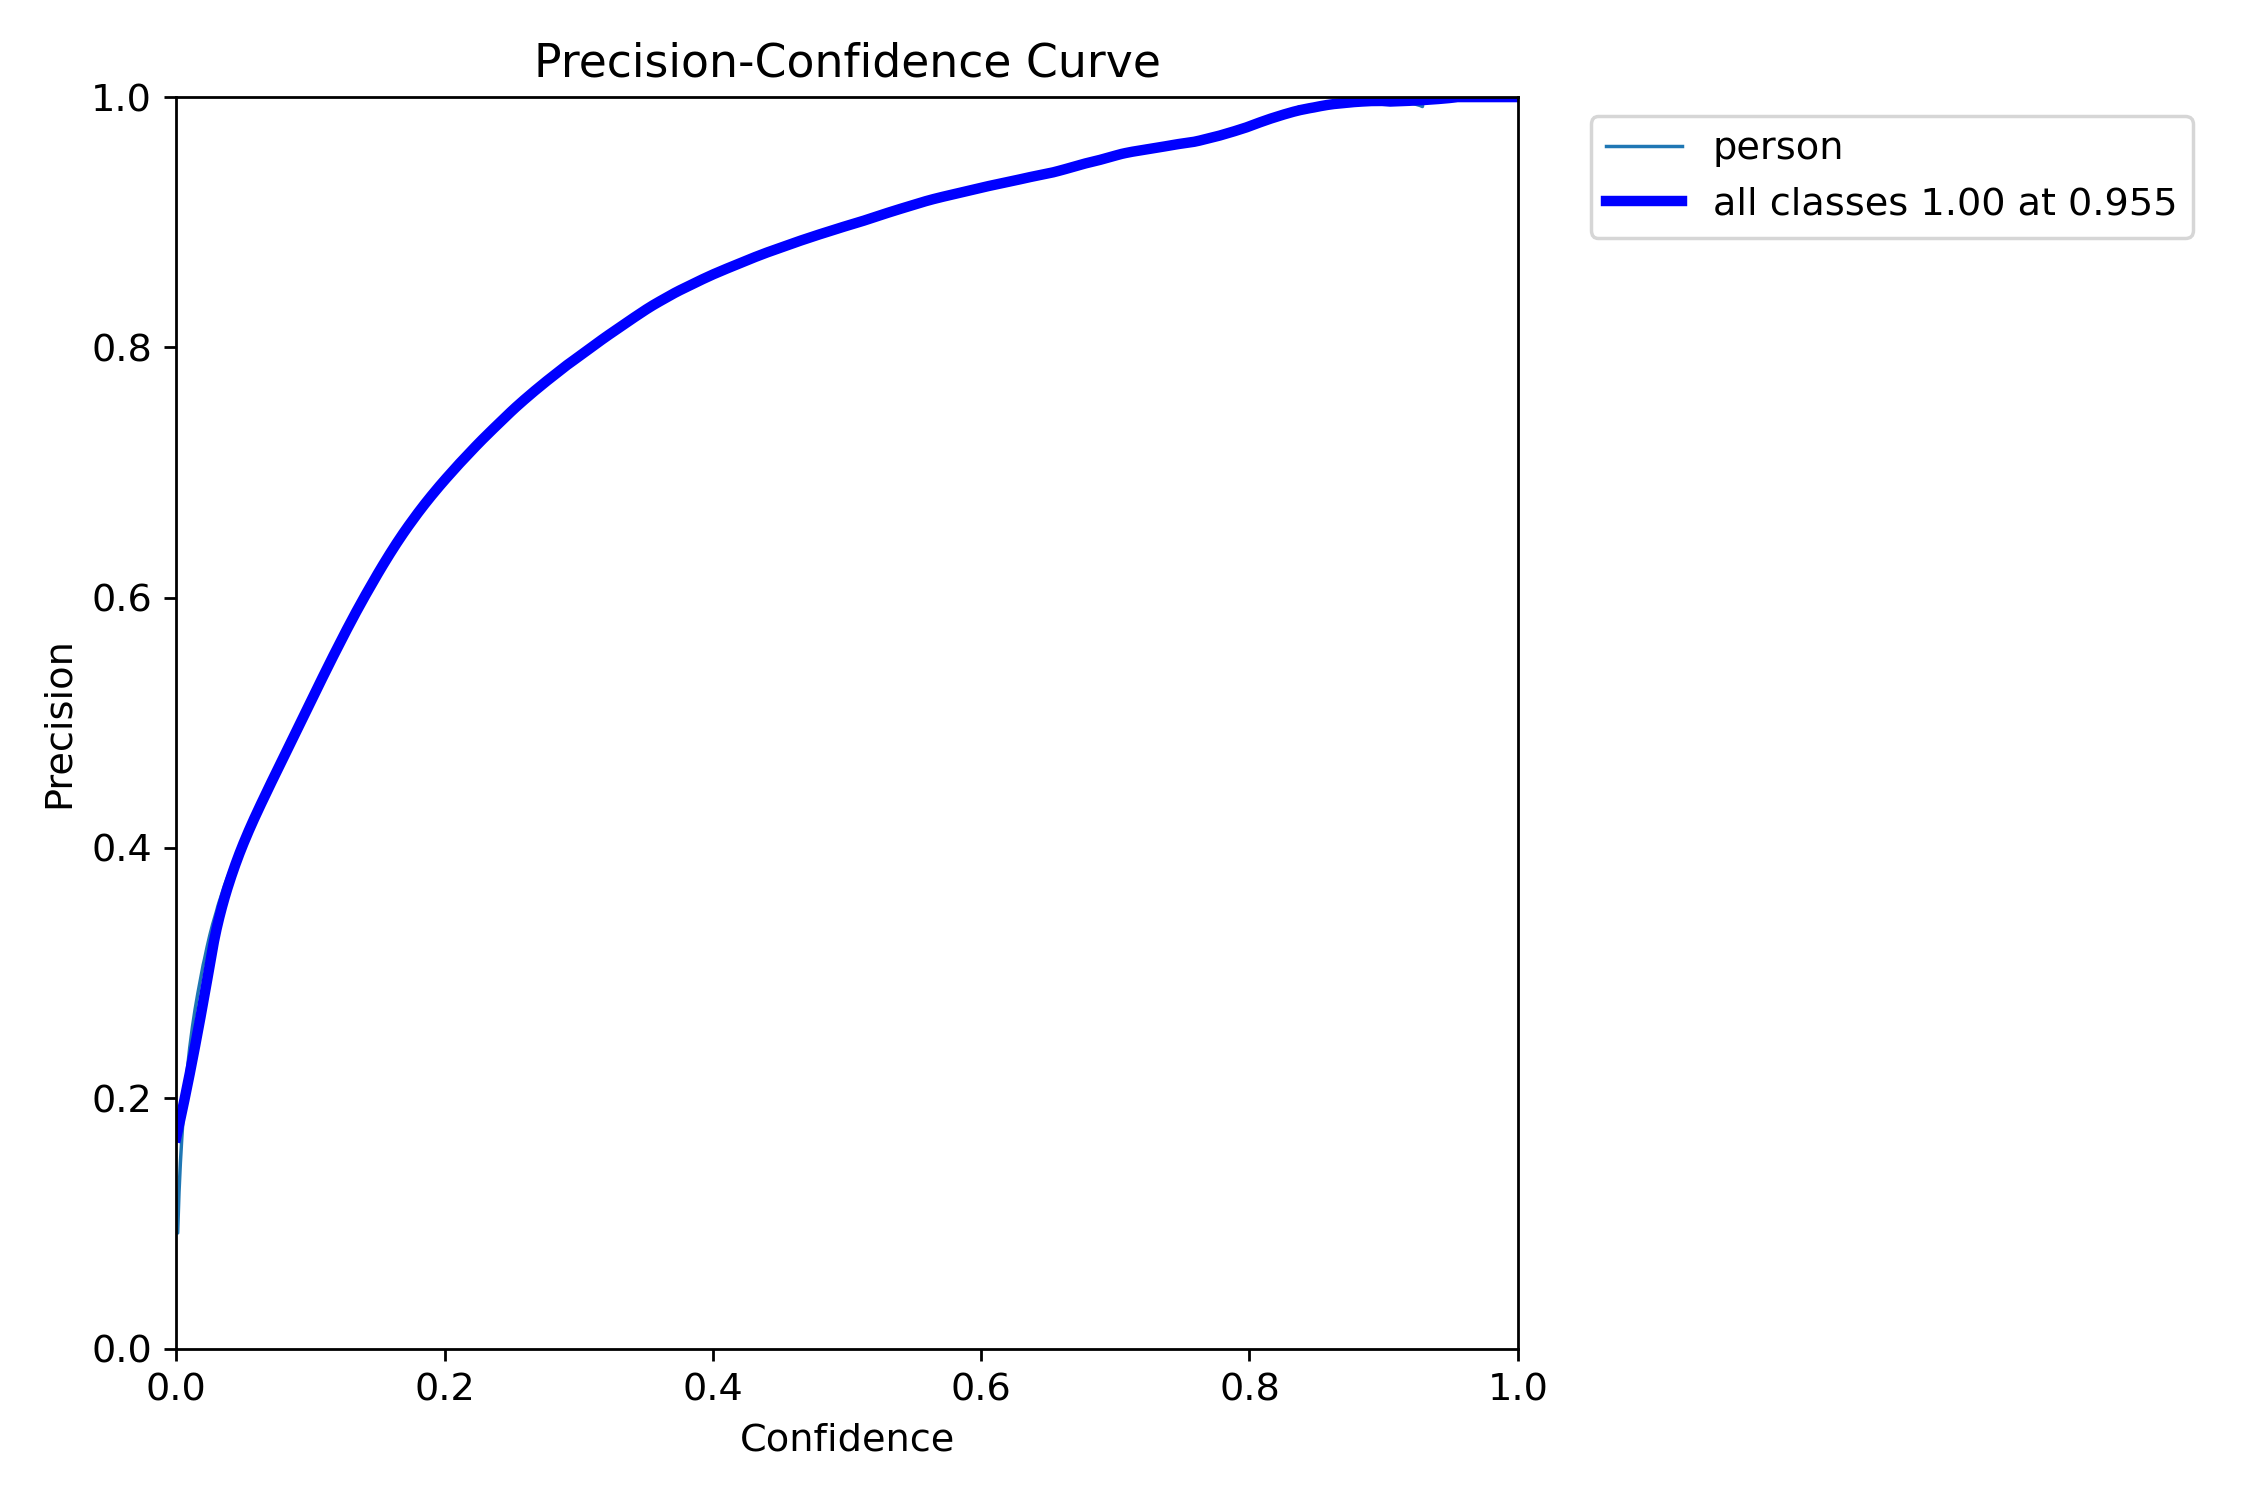 Precision-Confidence Curve
1.0
0.8
0.6
0.4
0.2
0.0
Precision
0.0 0.2 0.4 0.6 0.8 1.0
Confidence
person
all classes 1.00 at 0.955